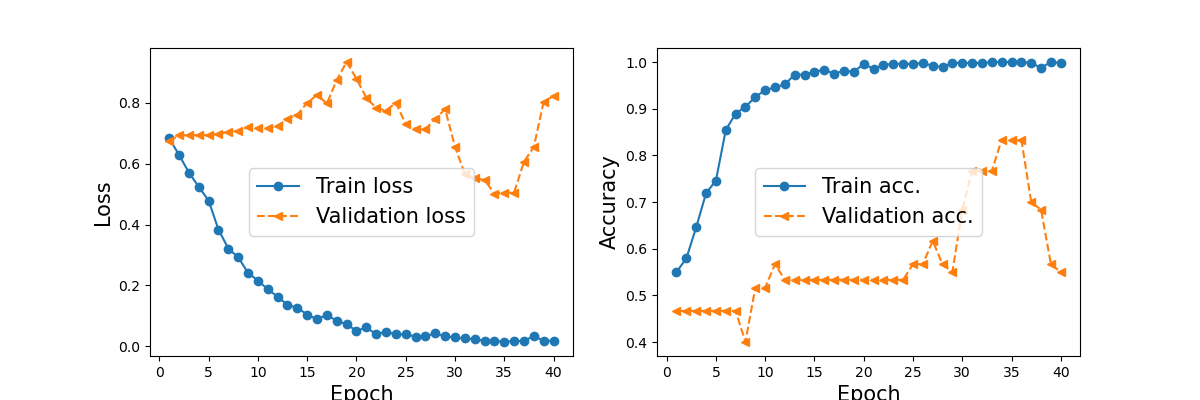 0.8
0.6
0.4
0.2
0.0
Loss
Train loss
Validation loss
0 5 10 15 20 25 30 35 40
Epoch
1.0
0.9
0.8
0.7
0.6
0.5
0.4
Accuracy
Train acc.
Validation acc.
0 5 10 15 20 25 30 35 40
Epoch